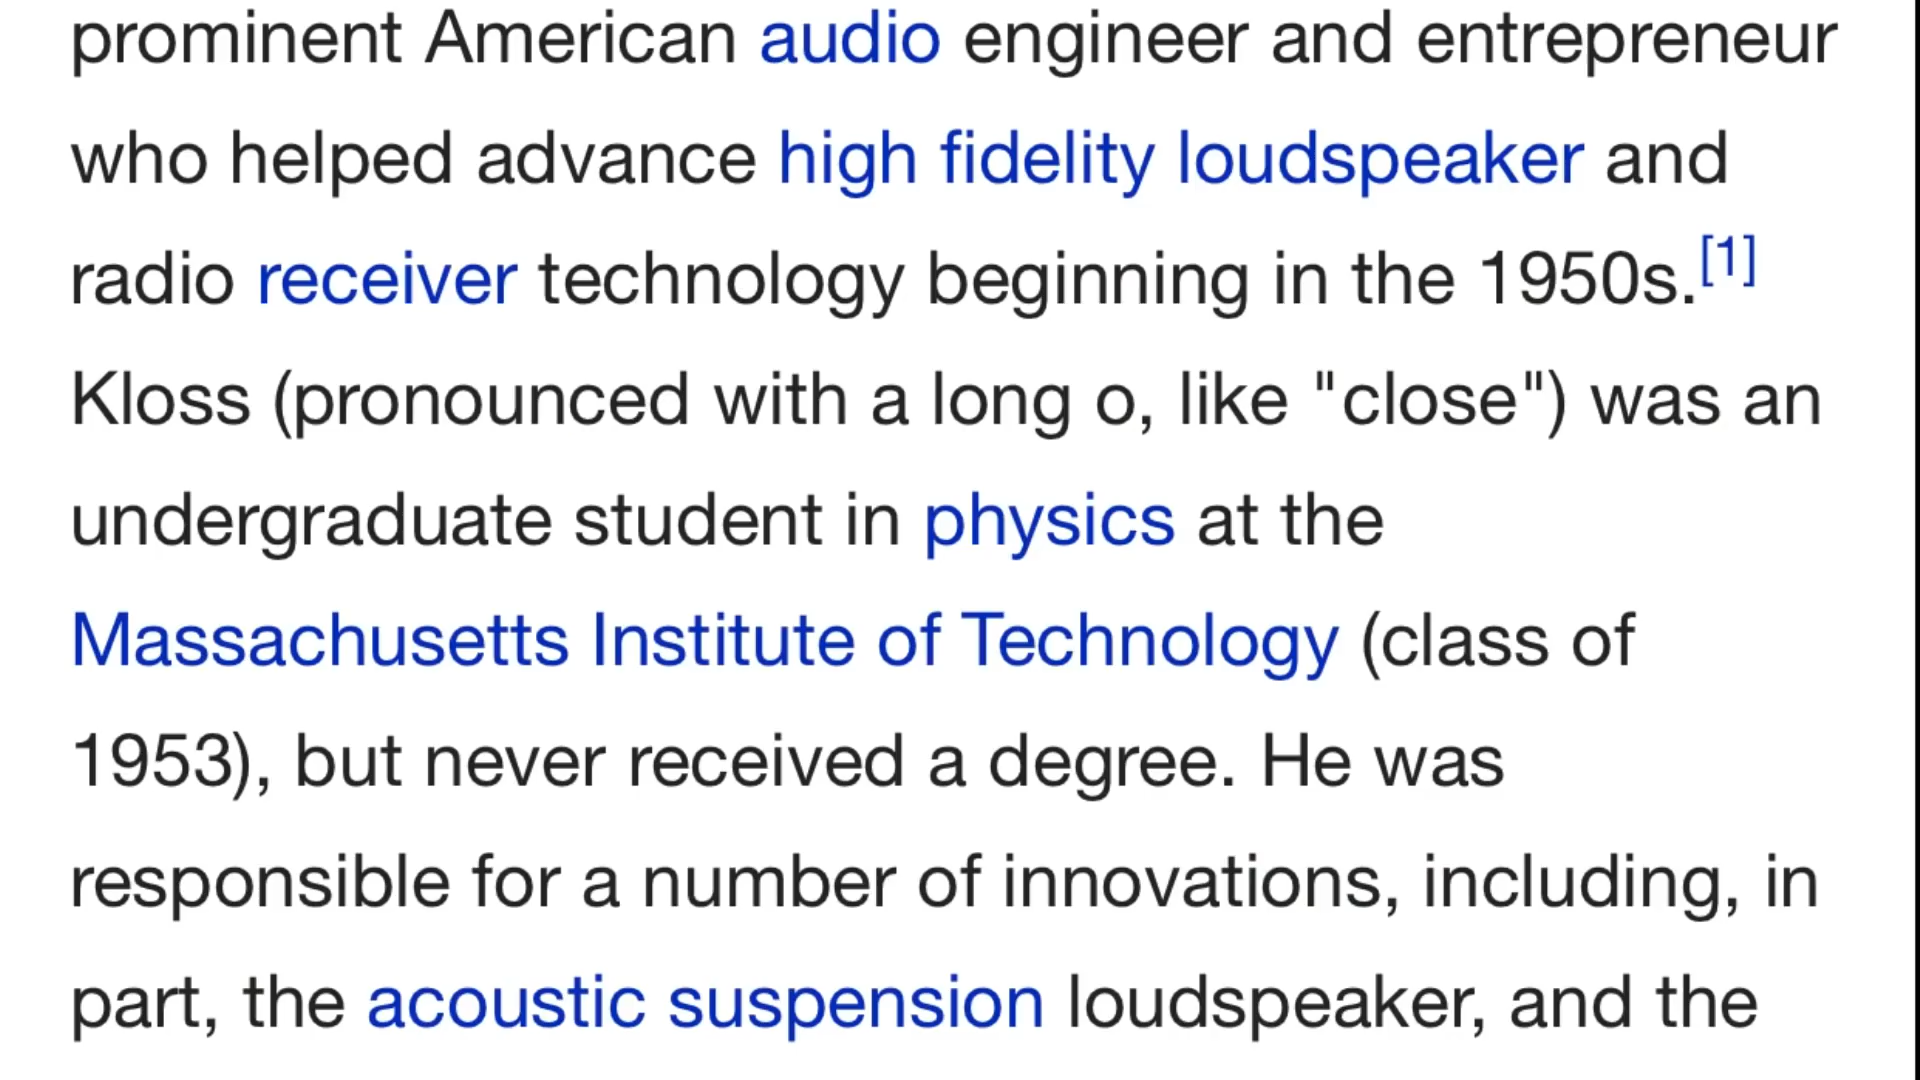 prominent American audio engineer and entrepreneur
who helped advance high fidelity loudspeaker and
radio receiver technology beginning in the 1950s.[1]
Kloss (pronounced with a long o, like "close") was an
undergraduate student in physics at the
Massachusetts Institute of Technology (class of
1953), but never received a degree. He was
responsible for a number of innovations, including, in
part, the acoustic suspension loudspeaker, and the